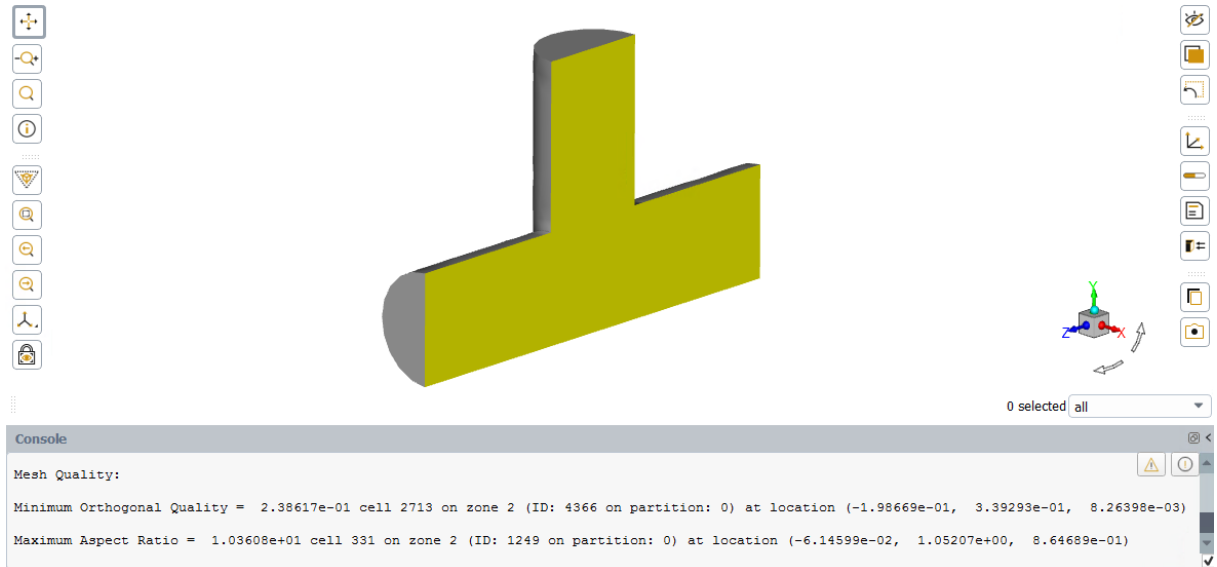 Y
Z
X
0 selected all
Console
Mesh Quality:
Minimum Orthogonal Quality =  2.38617e-01 cell 2713 on zone 2 (ID: 4366 on partition: 0) at location (-1.98669e-01,  3.39293e-01,  8.26398e-03)
Maximum Aspect Ratio =  1.03608e+01 cell 331 on zone 2 (ID: 1249 on partition: 0) at location (-6.14599e-02,  1.05207e+00,  8.64689e-01)